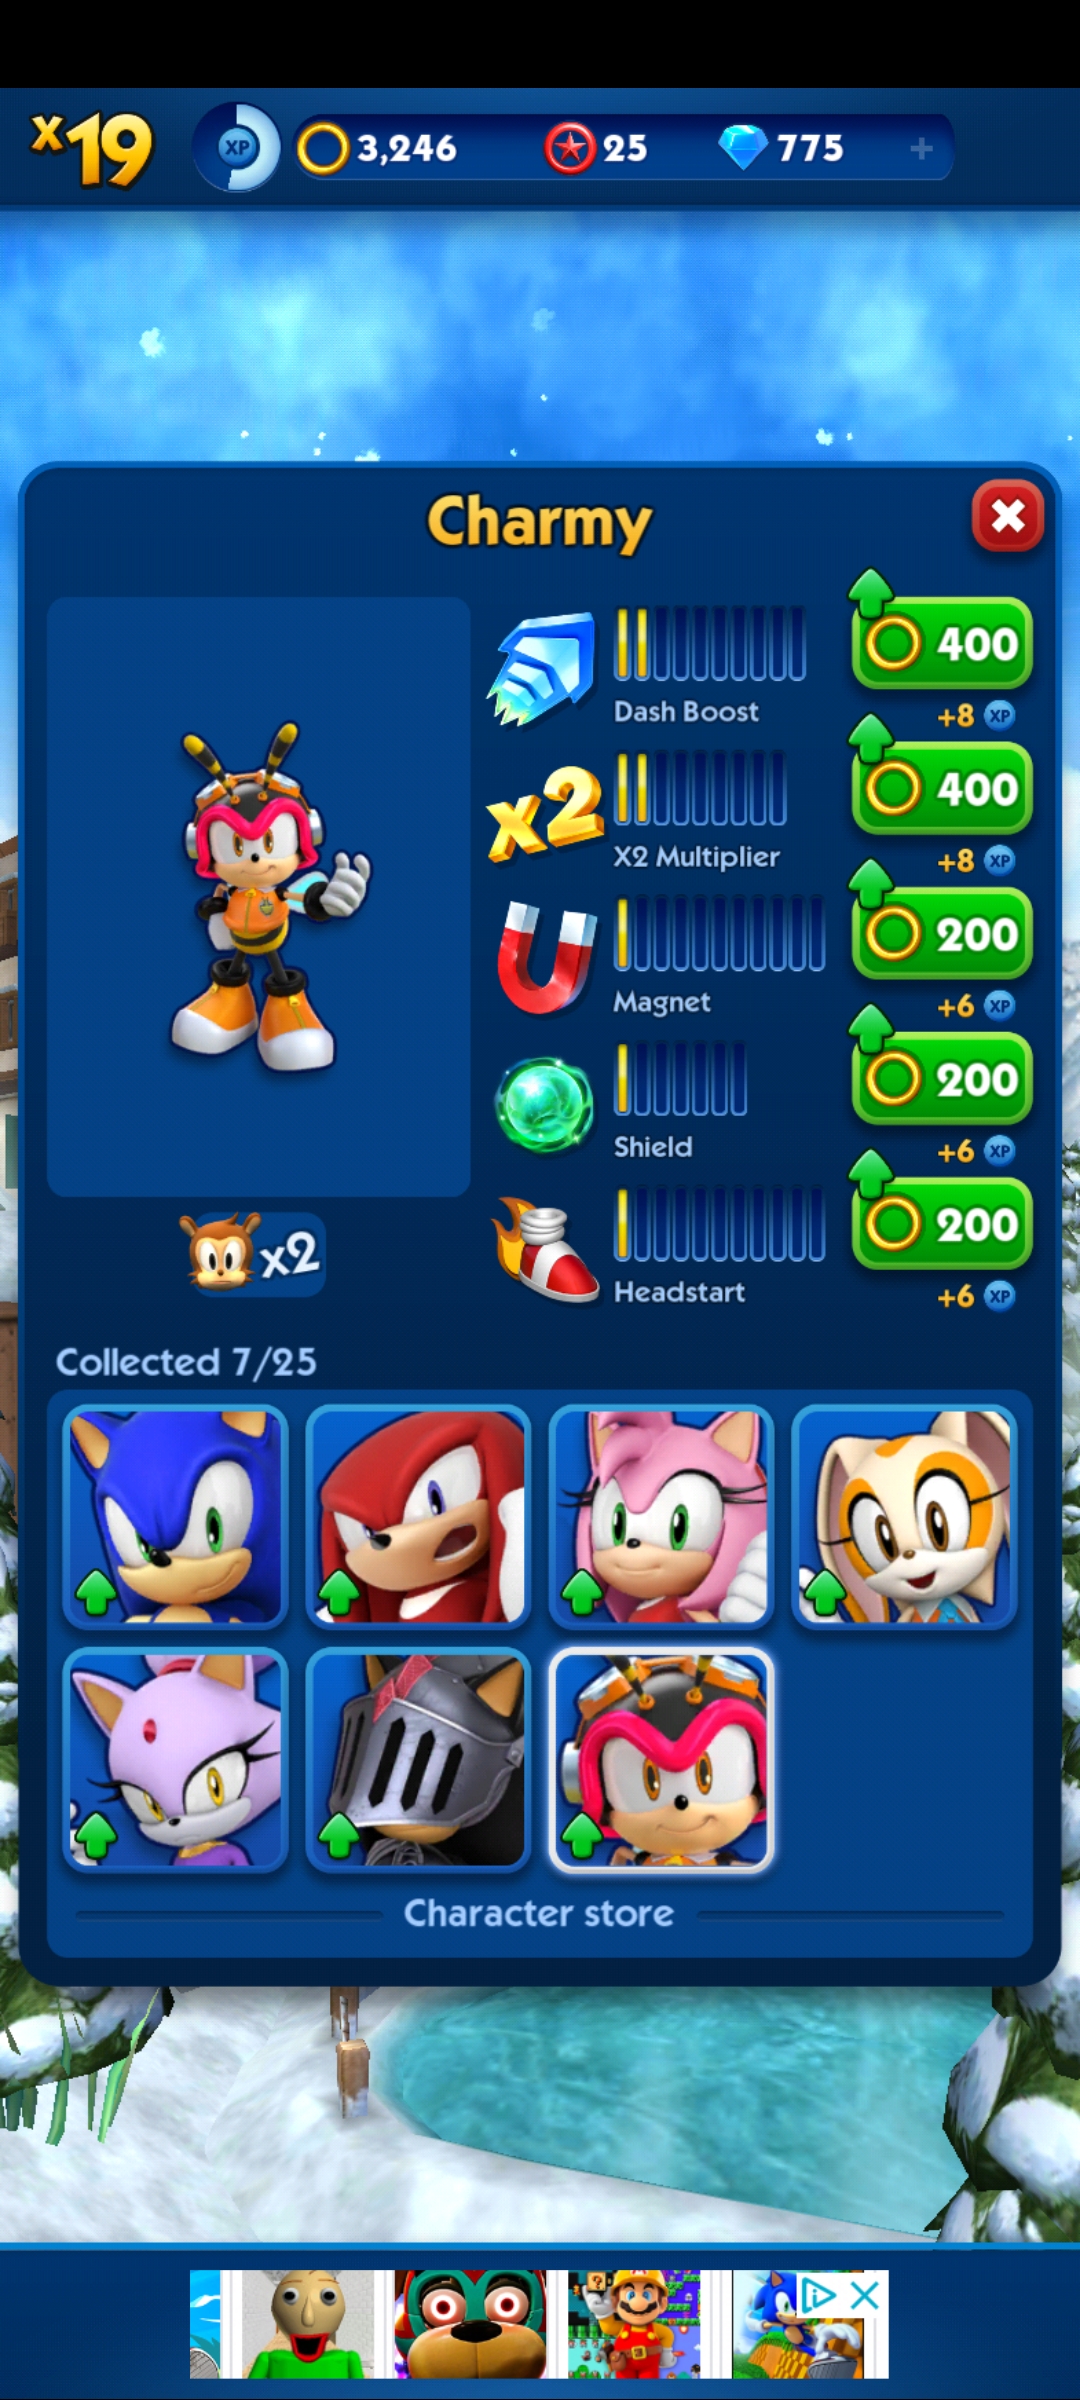 x19 XP 3,246 25 775 +
Charmy
400
Dash Boost
+8 XP
x2
400
X2 Multiplier
+8 XP
200
Magnet
+6 XP
200
Shield
+6 XP
x2
200
Headstart
+6 XP
Collected 7/25
Character store